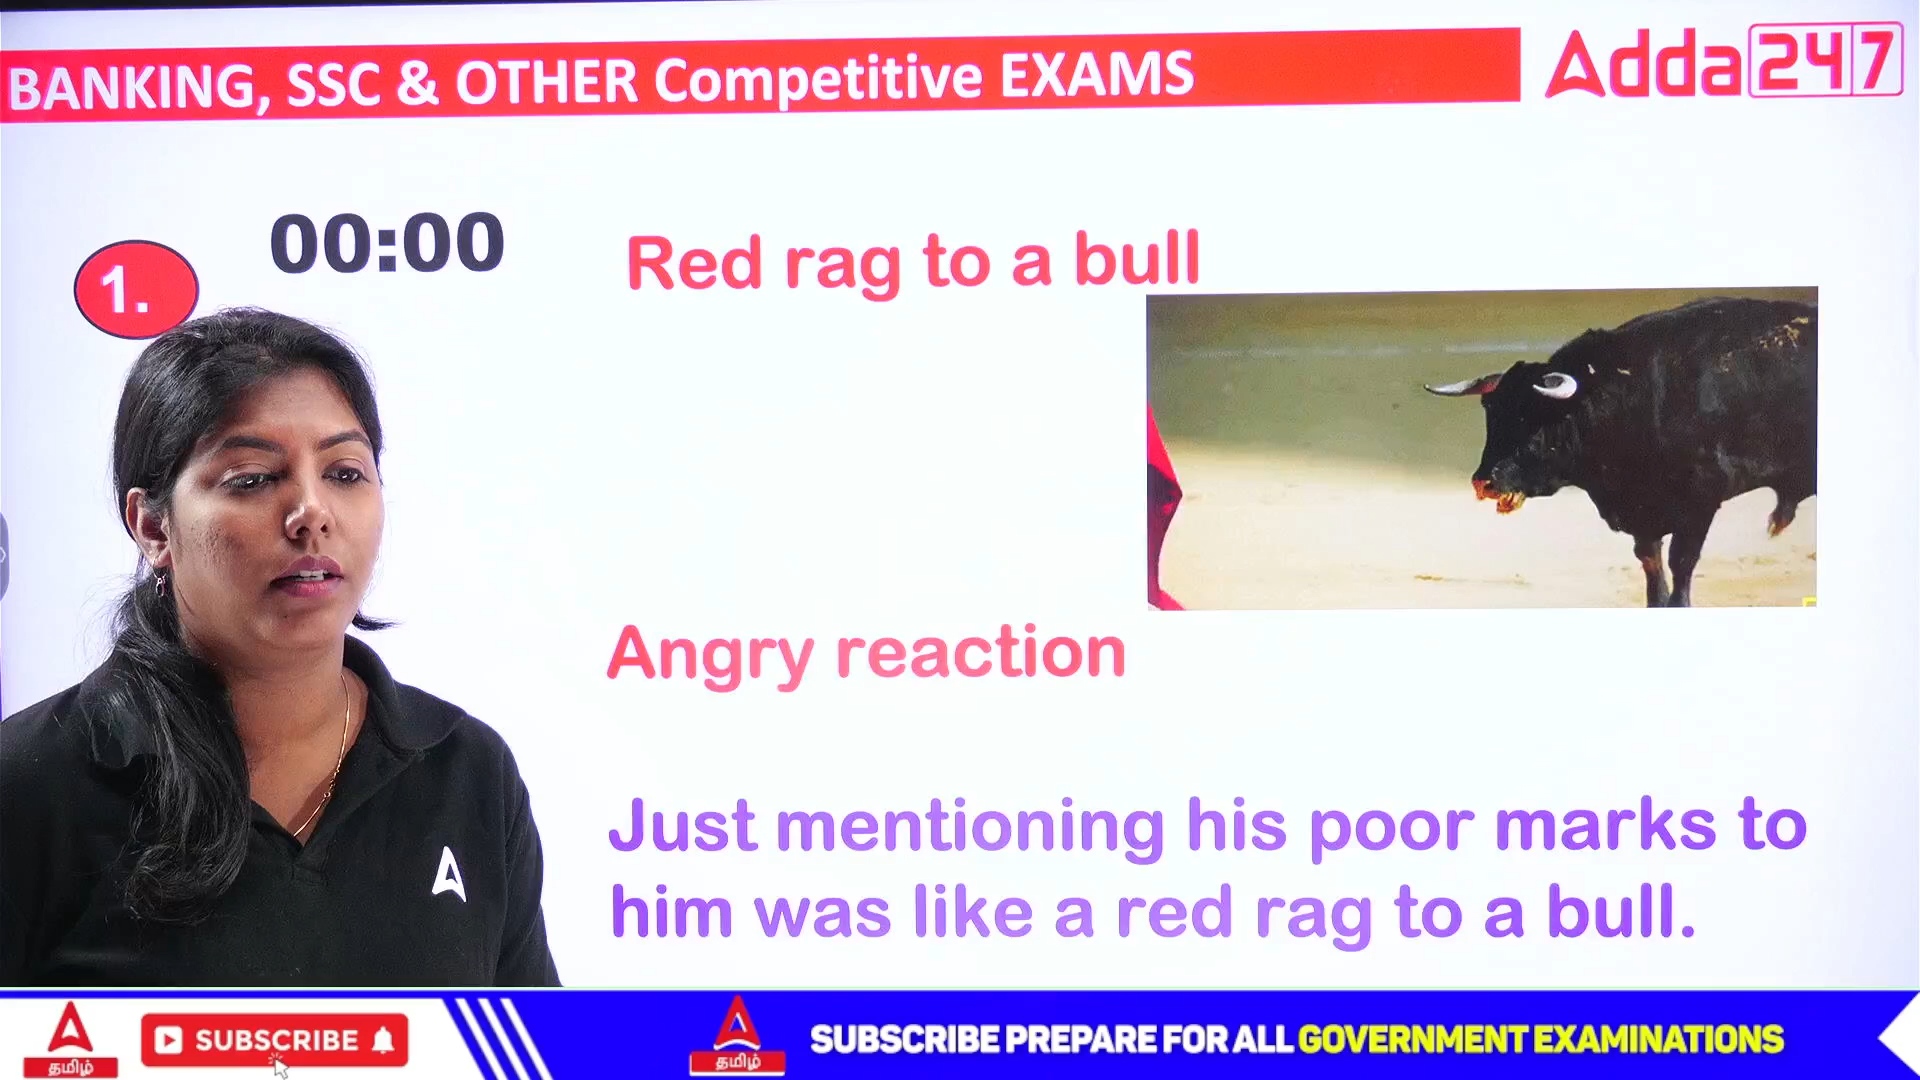 BANKING, SSC & OTHER Competitive EXAMS
Adda247
00:00
1.
Red rag to a bull
Angry reaction
Just mentioning his poor marks to
him was like a red rag to a bull.
தமிழ்
SUBSCRIBE
தமிழ்
SUBSCRIBE PREPARE FOR ALL GOVERNMENT EXAMINATIONS